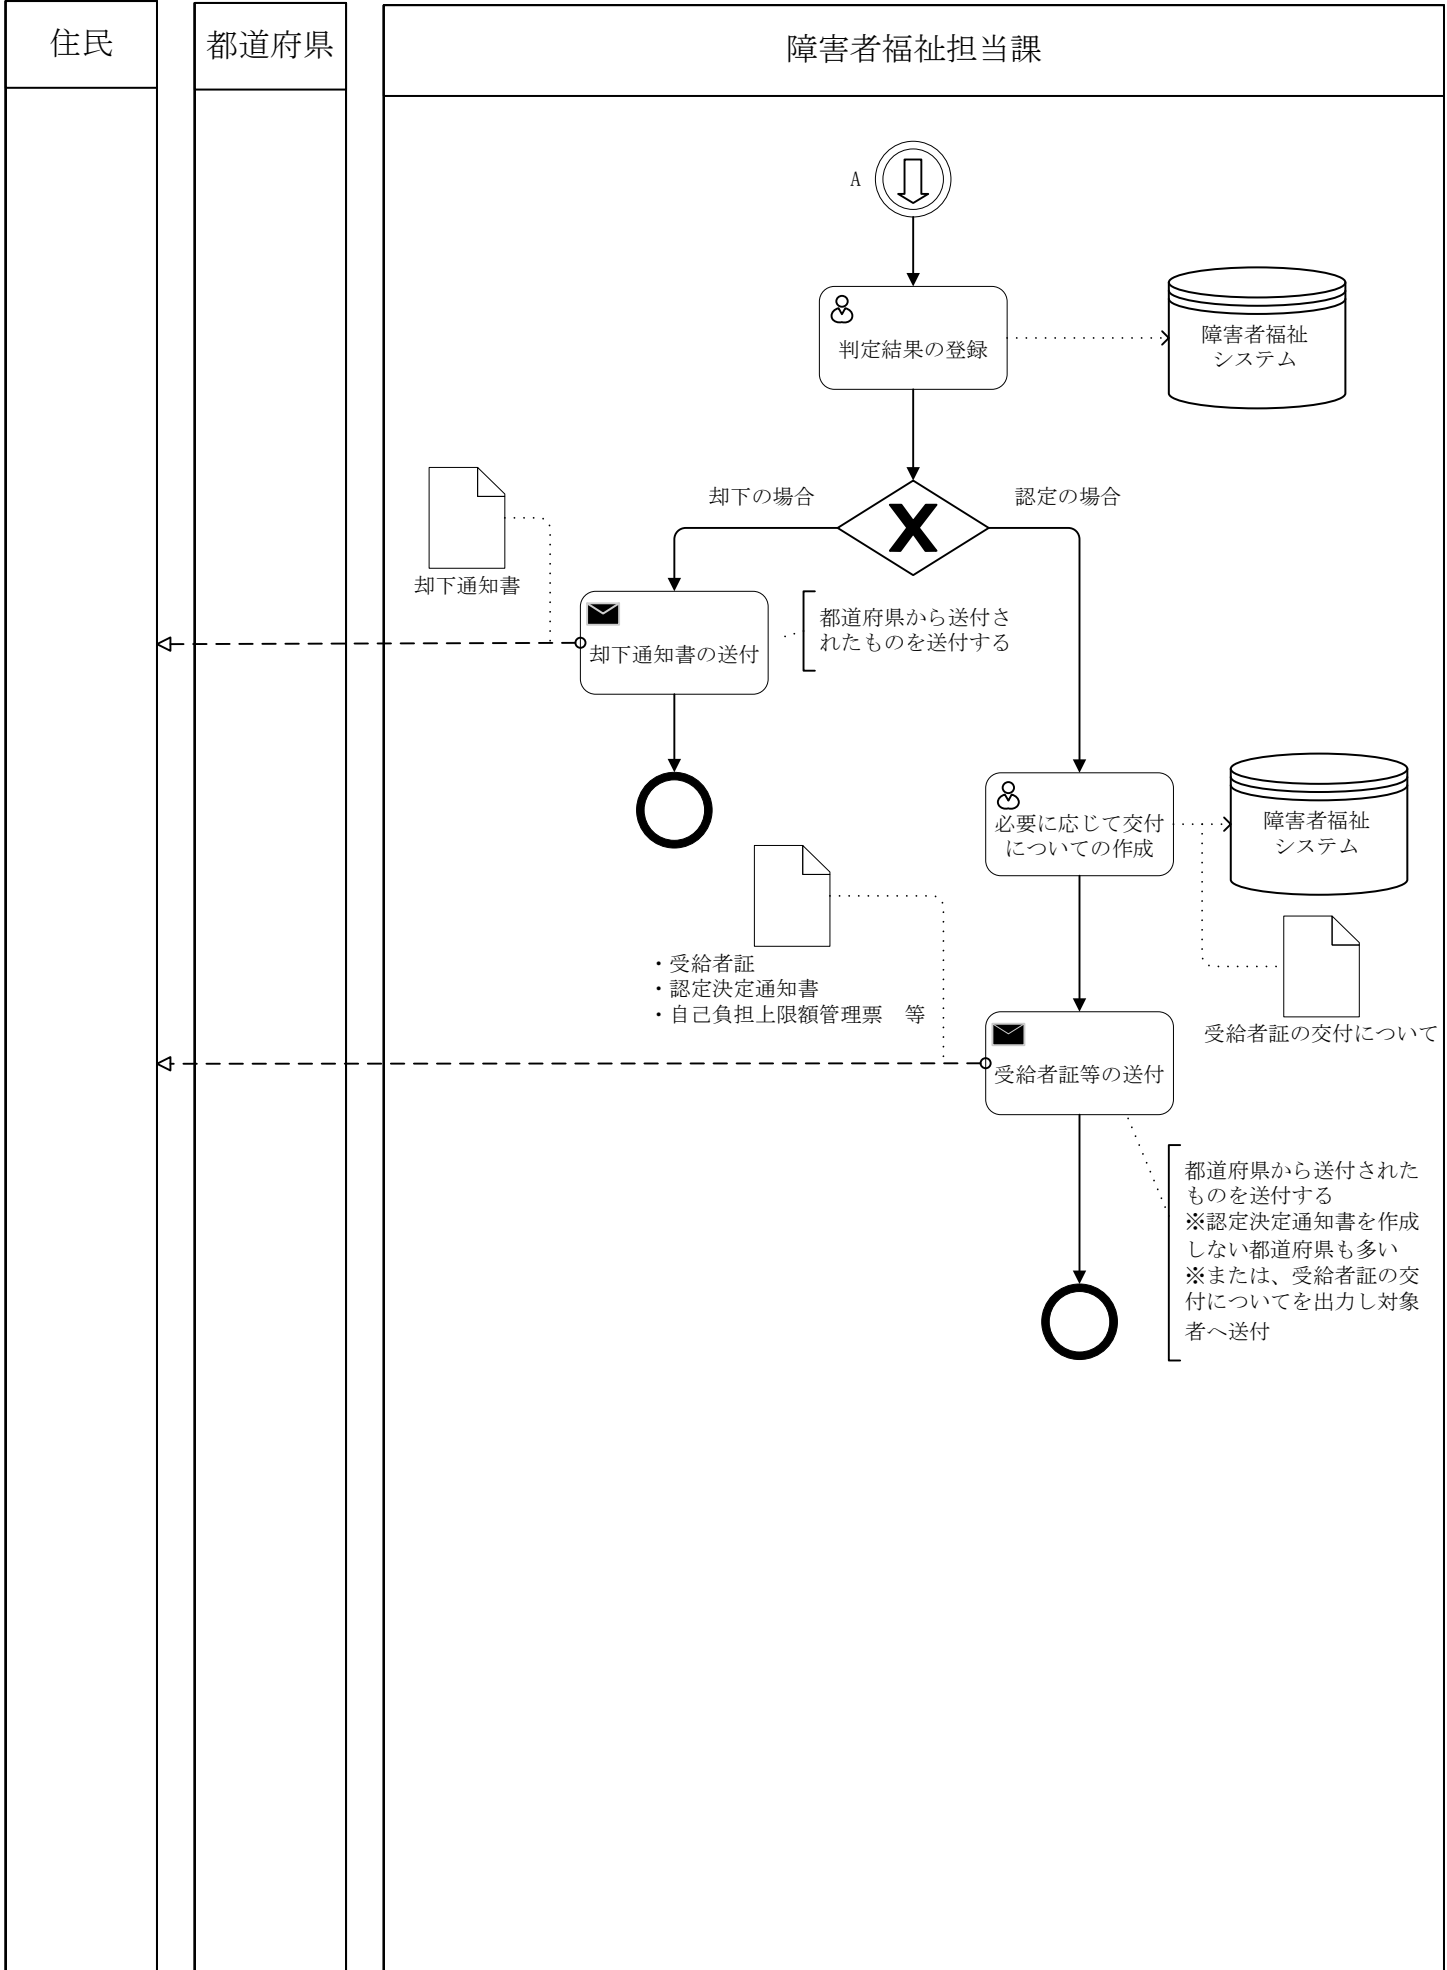 住民
都道府県
障害者福祉担当課
A
判定結果の登録
障害者福祉
システム
却下の場合
認定の場合
却下通知書
却下通知書の送付
都道府県から送付さ
れたものを送付する
必要に応じて交付
についての作成
障害者福祉
システム
・受給者証
・認定決定通知書
・自己負担上限額管理票　等
受給者証の交付について
受給者証等の送付
都道府県から送付された
ものを送付する
※認定決定通知書を作成
しない都道府県も多い
※または、受給者証の交
付についてを出力し対象
者へ送付